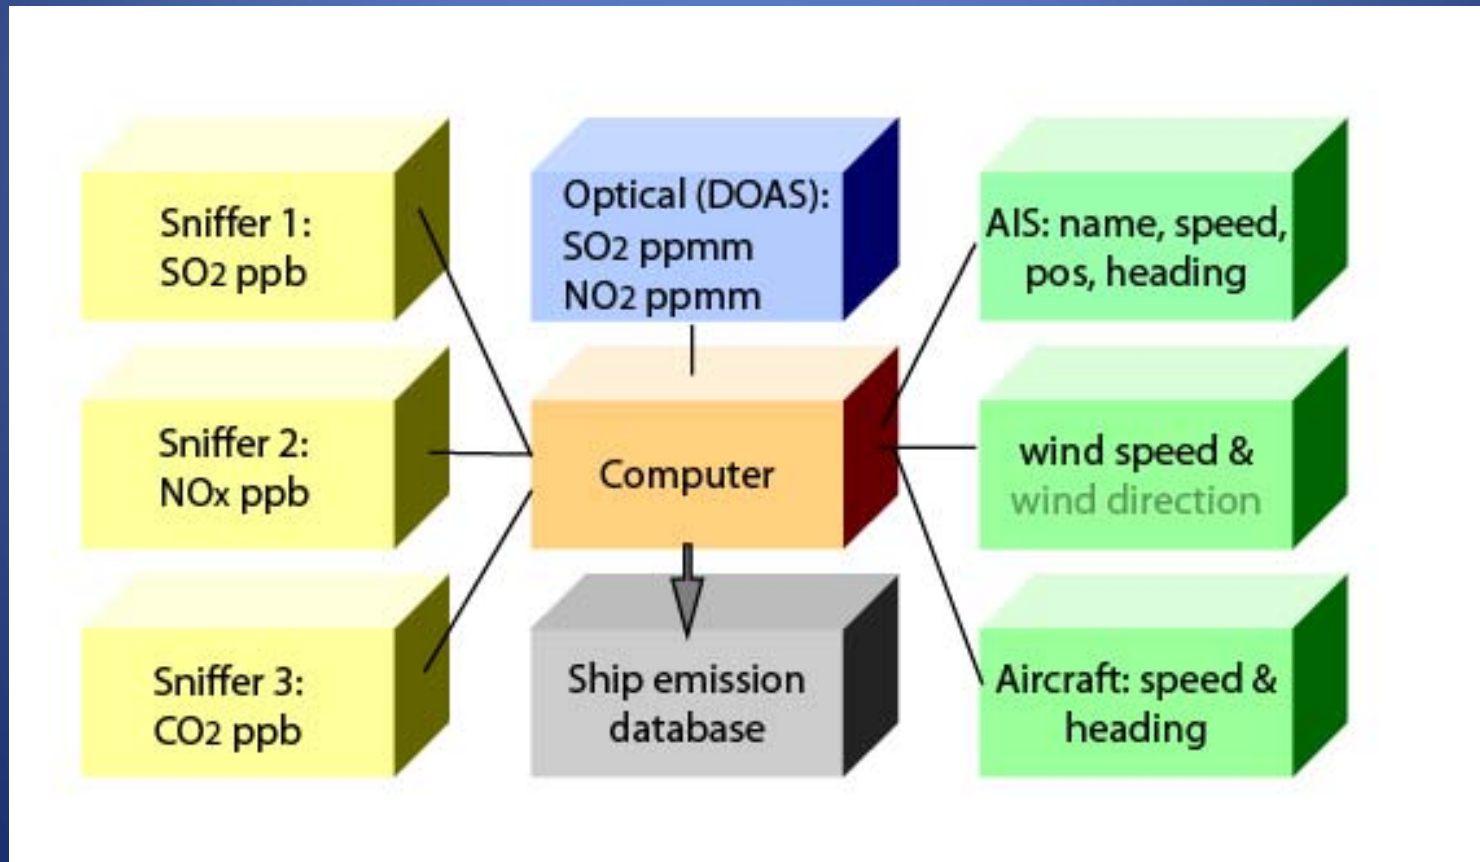 Sniffer 1:
SO2 ppb
Optical (DOAS):
SO2 ppmm
NO2 ppmm
AIS: name, speed,
pos, heading
Sniffer 2:
NOx ppb
Computer
wind speed &
wind direction
Sniffer 3:
CO2 ppb
Ship emission
database
Aircraft: speed &
heading